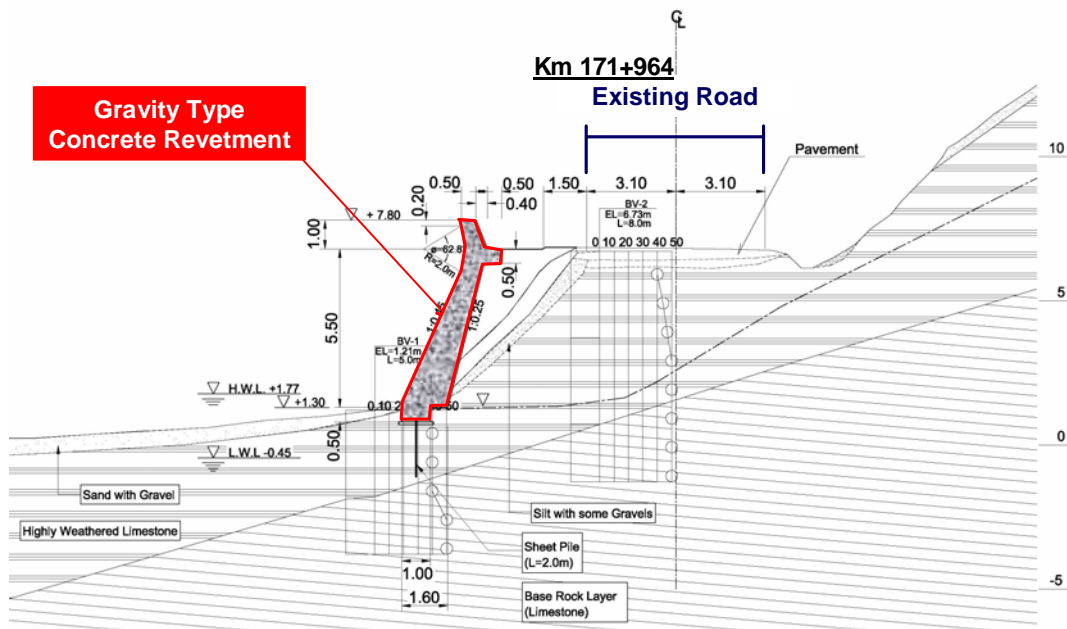 ℄
Km 171+964
Existing Road
Gravity Type
Concrete Revetment
Pavement
10
0.50
0.50
1.50
3.10
3.10
0.20
0.40
BV-2
EL=6.73m
L=8.0m
+ 7.80
1.00
0 10 20 30 40 50
R=2.0m
0.50
5
5.50
1:0.25
BV-1
EL=1.21m
L=5.0m
H.W.L. +1.77
+1.30
0
0.50
L.W.L -0.45
Sand with Gravel
Silt with some Gravels
Highly Weathered Limestone
Sheet Pile
(L=2.0m)
1.00
-5
1.60
Base Rock Layer
(Limestone)